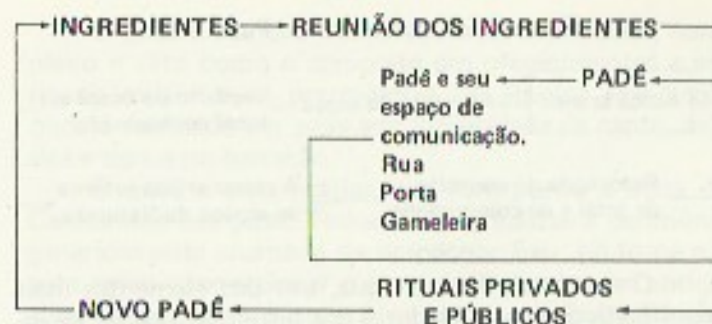 INGREDIENTES
REUNIÃO DOS INGREDIENTES
Padê e seu
PADÊ
espaço de
comunicação.
Rua
Porta
Gameleira
RITUAIS PRIVADOS
E PÚBLICOS
NOVO PADÊ